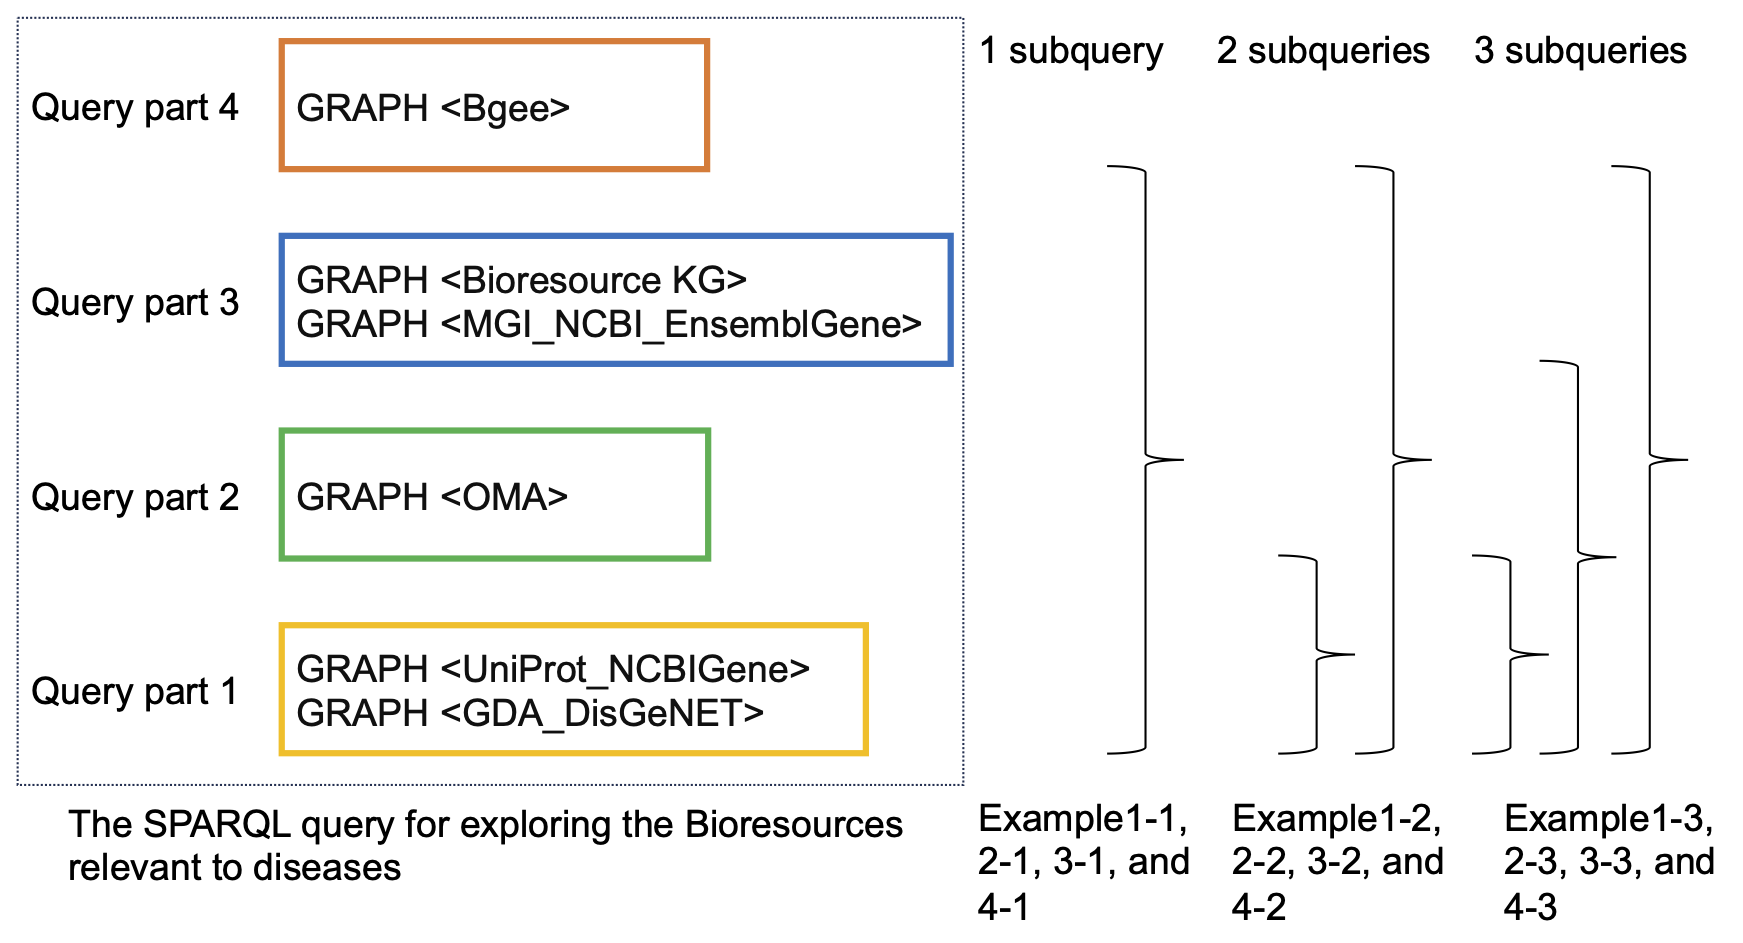 1 subquery
2 subqueries
3 subqueries
Query part 4
GRAPH <Bgee>
Query part 3
GRAPH <Bioresource KG>
GRAPH <MGI_NCBI_EnsemblGene>
Query part 2
GRAPH <OMA>
Query part 1
GRAPH <UniProt_NCBIGene>
GRAPH <GDA_DisGeNET>
The SPARQL query for exploring the Bioresources
relevant to diseases
Example1-1,
2-1, 3-1, and
4-1
Example1-2,
2-2, 3-2, and
4-2
Example1-3,
2-3, 3-3, and
4-3